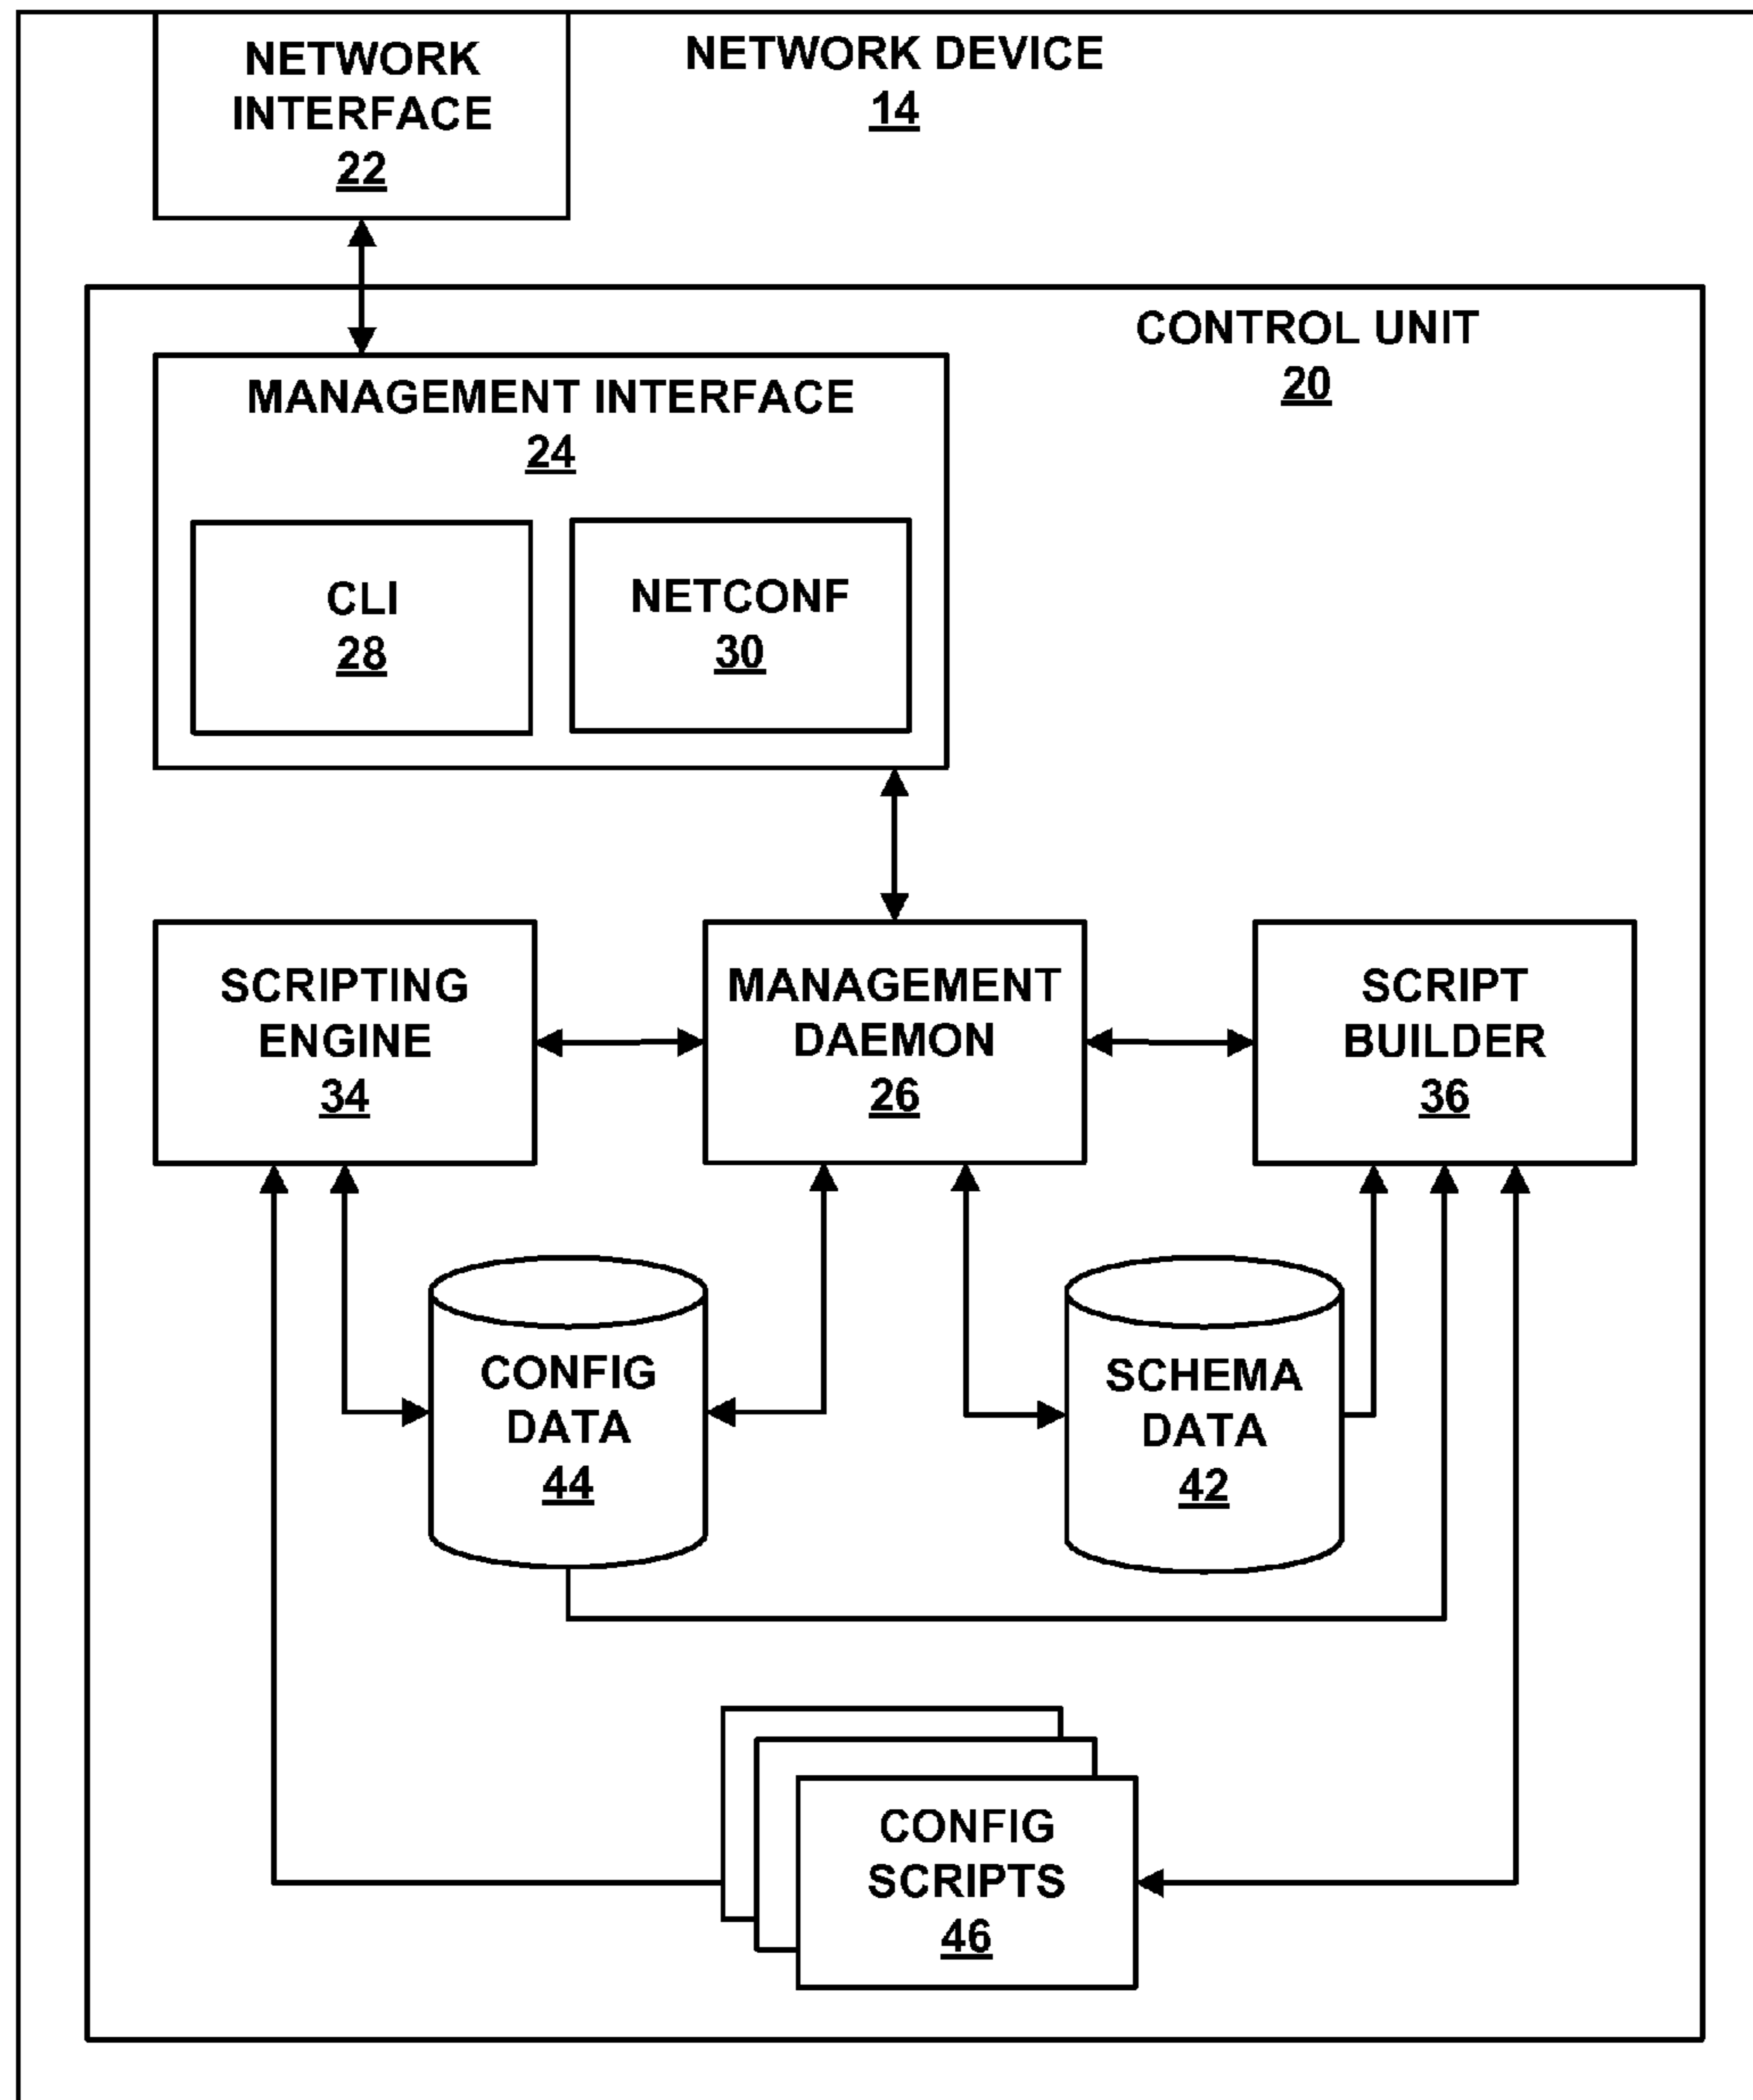 NETWORK
INTERFACE
22
NETWORK DEVICE
14
CONTROL UNIT
20
MANAGEMENT INTERFACE
24
CLI
28
NETCONF
30
SCRIPTING
ENGINE
34
MANAGEMENT
DAEMON
26
SCRIPT
BUILDER
36
CONFIG
DATA
44
SCHEMA
DATA
42
CONFIG
SCRIPTS
46